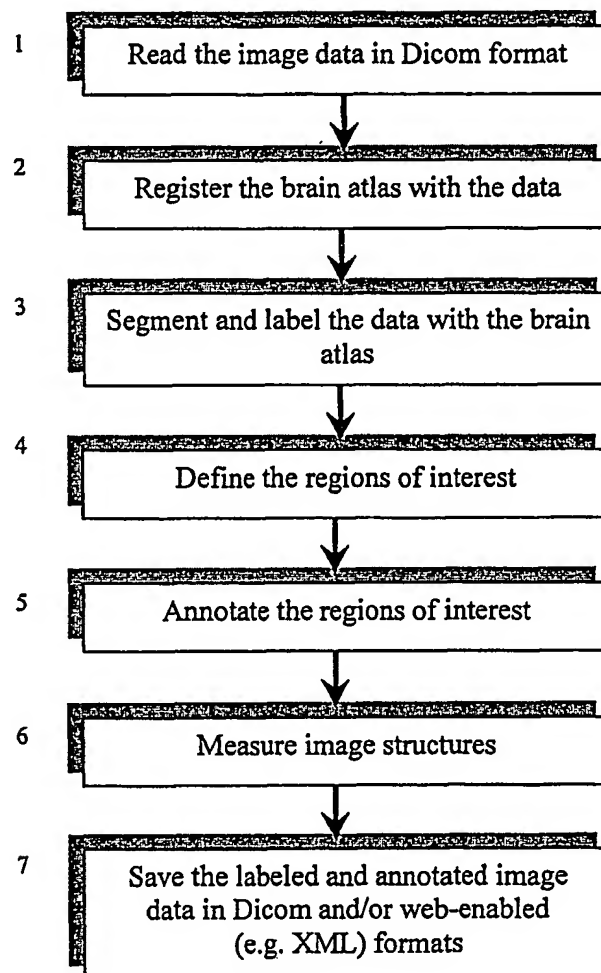 1
Read the image data in Dicom format
2
Register the brain atlas with the data
3
Segment and label the data with the brain
atlas
4
Define the regions of interest
5
Annotate the regions of interest
6
Measure image structures
7
Save the labeled and annotated image
data in Dicom and/or web-enabled
(e.g. XML) formats